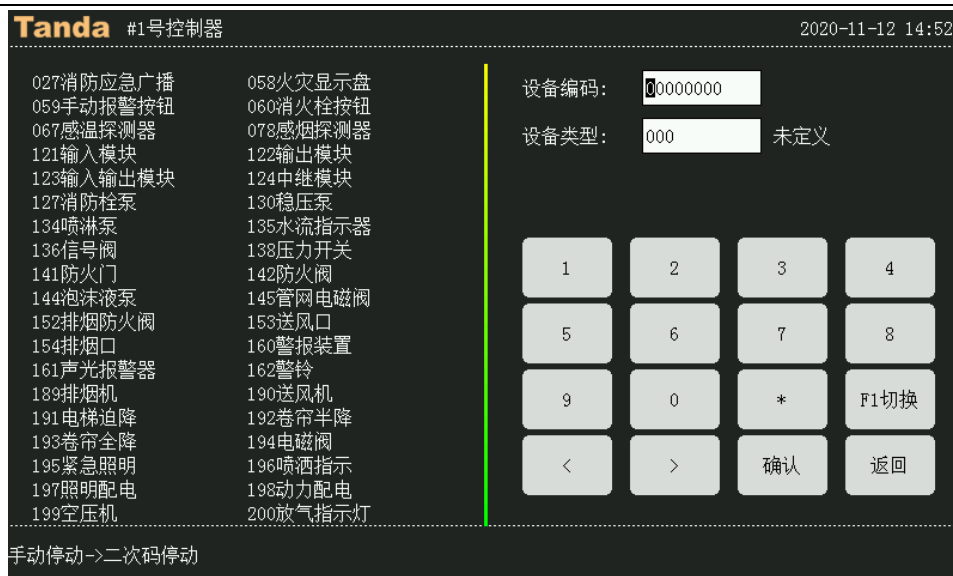 Tanda #1号控制器 2020-11-12 14:52
027消防应急广播 058火灾显示盘
059手动报警按钮 060消火栓按钮
067感温探测器 078感烟探测器
121输入模块 122输出模块
123输入输出模块 124中继模块
127消防栓泵 130稳压泵
134喷淋泵 135水流指示器
136信号阀 138压力开关
141防火门 142防火阀
144泡沫液泵 145管网电磁阀
152排烟防火阀 153送风口
154排烟口 160警报装置
161声光报警器 162警铃
189排烟机 190送风机
191电梯迫降 192卷帘半降
193卷帘全降 194电磁阀
195紧急照明 196喷洒指示
197照明配电 198动力配电
199空压机 200放气指示灯
设备编码: 00000000
设备类型: 000 未定义
1 2 3 4
5 6 7 8
9 0 * F1切换
< > 确认 返回
手动停动->二次码停动